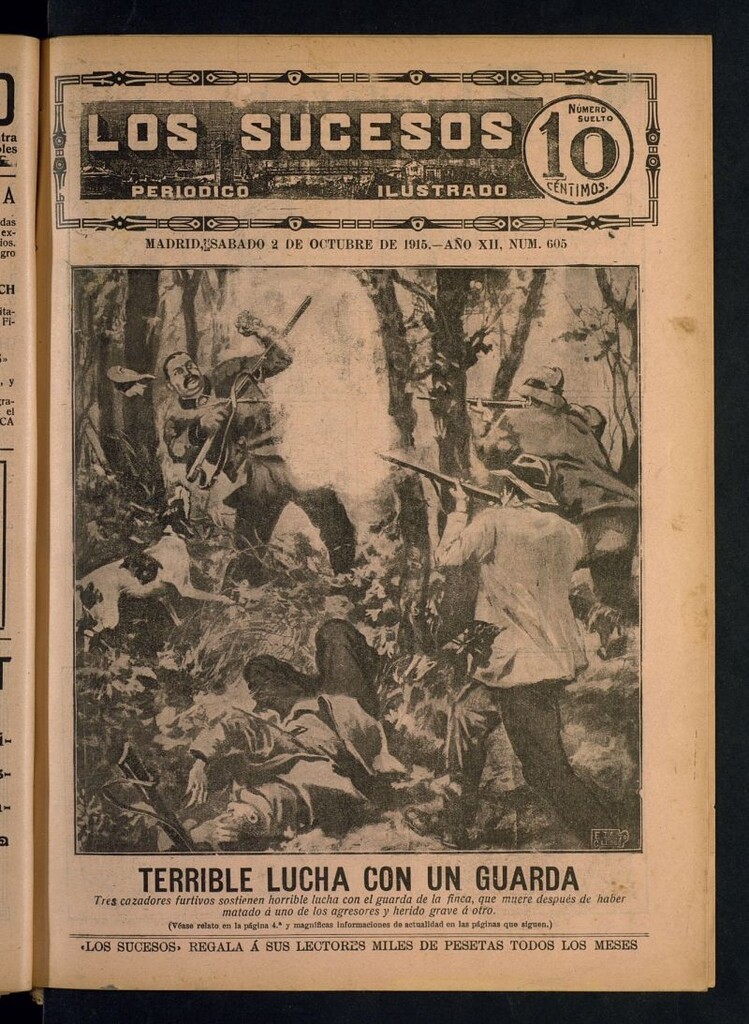 LOS SUCESOS
PERIODICO ILUSTRADO
NÚMERO
SUELTO
10
CÉNTIMOS.
MADRID, SABADO 2 DE OCTUBRE DE 1915.—AÑO XII, NUM. 605
TERRIBLE LUCHA CON UN GUARDA
Tres cazadores furtivos sostienen horrible lucha con el guarda de la finca, que muere después de haber
matado á uno de los agresores y herido grave á otro.
(Véase relato en la página 4.ª y magníficas informaciones de actualidad en las páginas que siguen.)
«LOS SUCESOS» REGALA Á SUS LECTORES MILES DE PESETAS TODOS LOS MESES